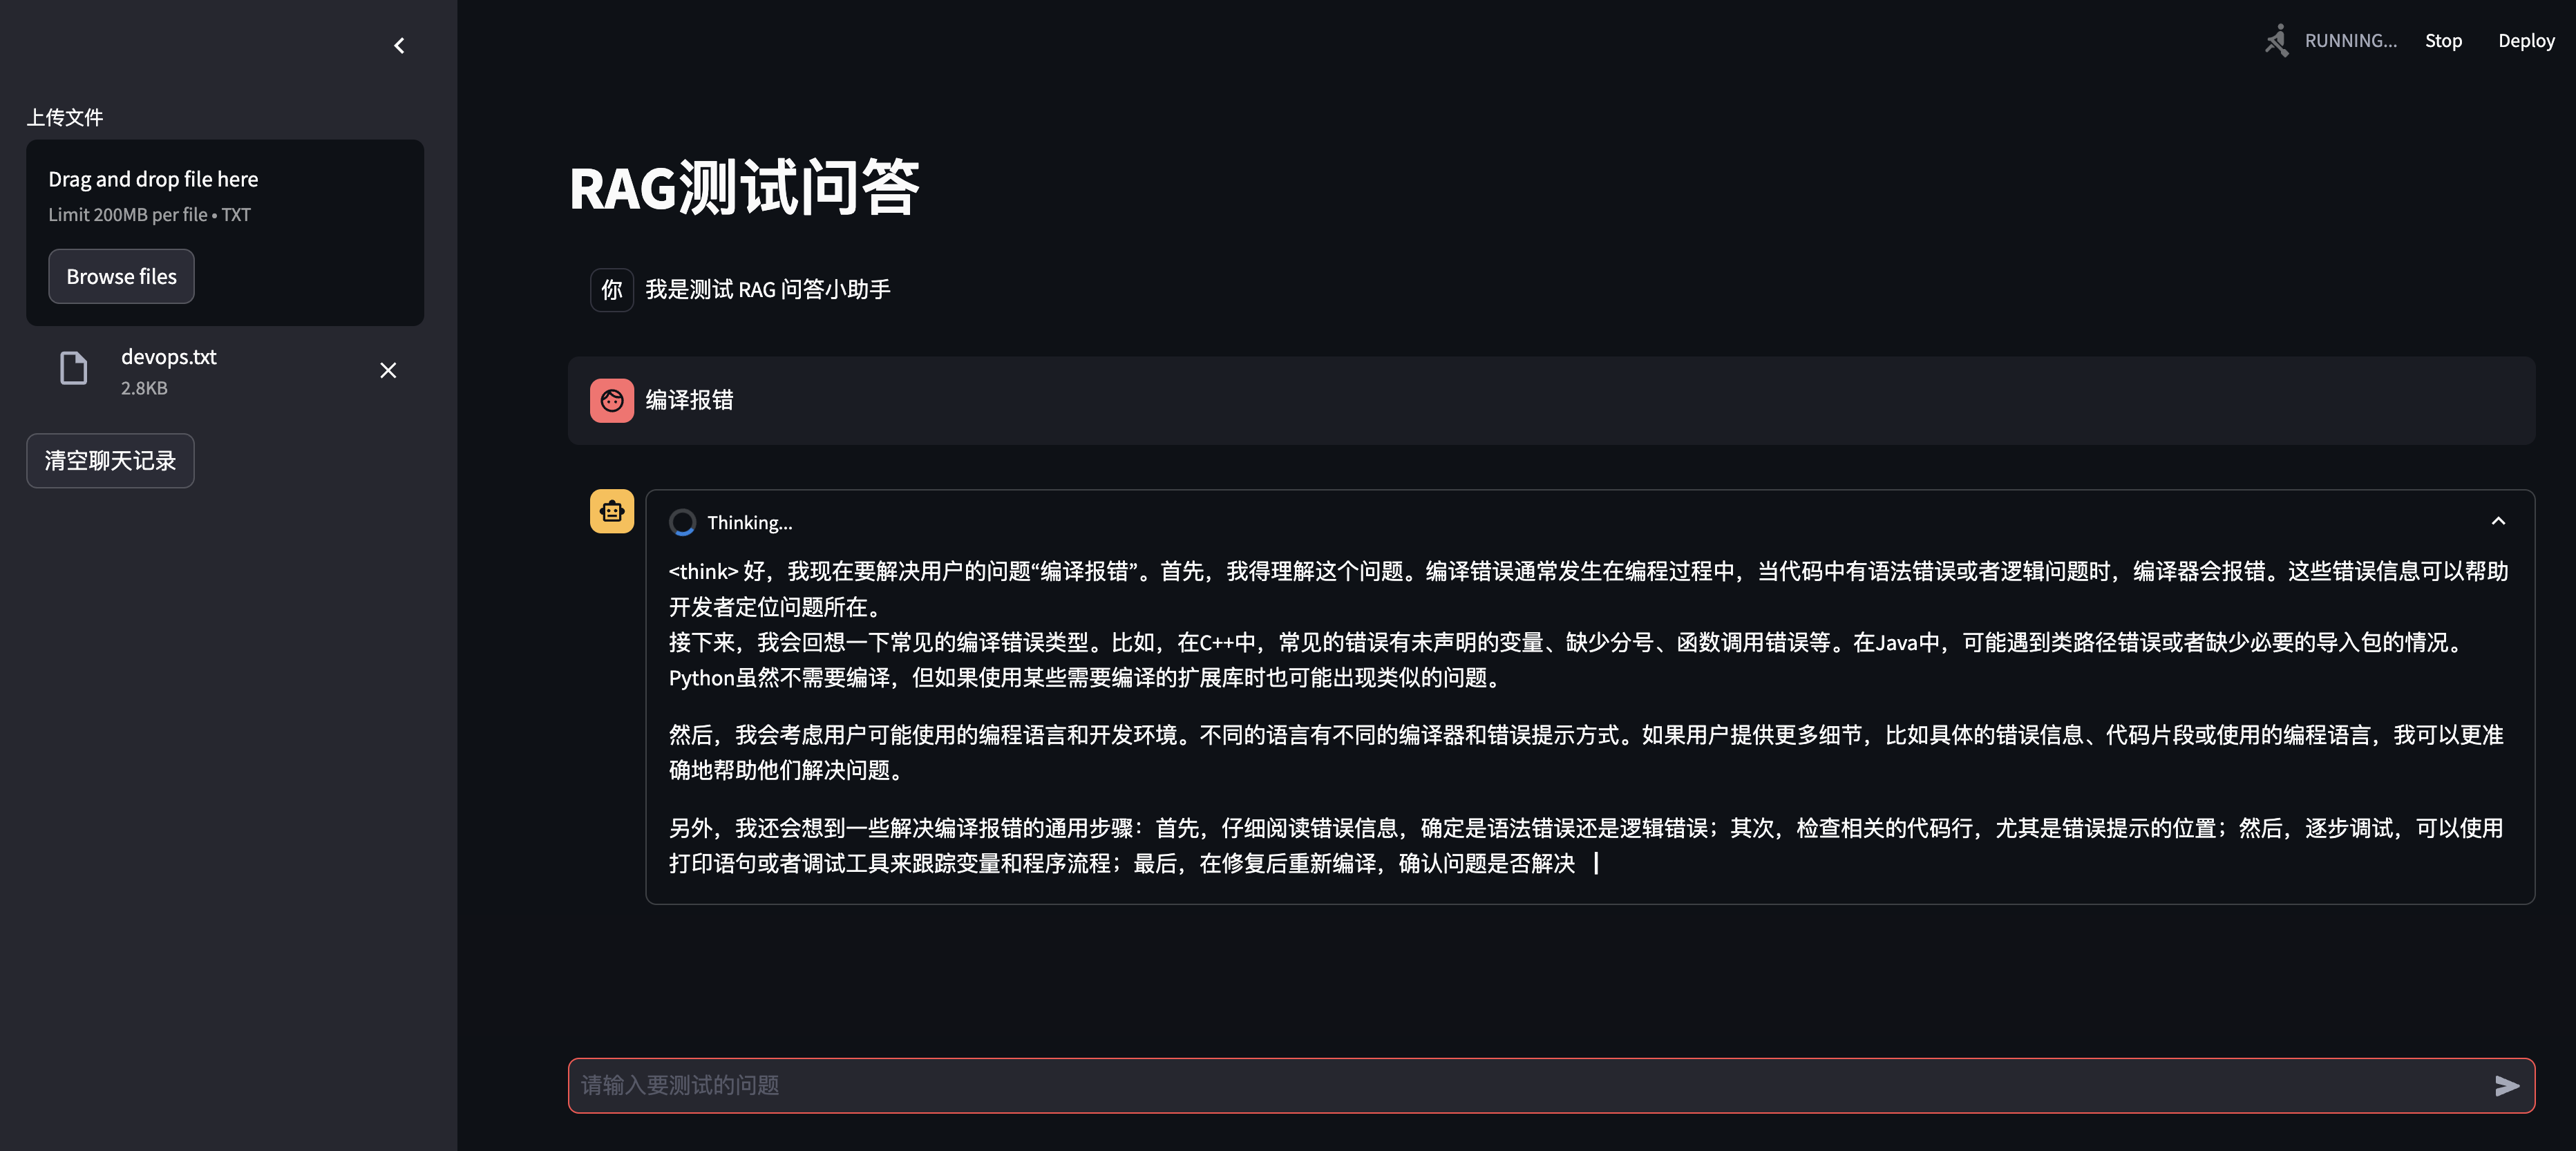 RUNNING...
Stop
Deploy
上传文件
Drag and drop file here
Limit 200MB per file • TXT
Browse files
devops.txt
2.8KB
清空聊天记录
RAG测试问答
你
我是测试 RAG 问答小助手
编译报错
Thinking...
<think> 好，我现在要解决用户的问题“编译报错”。首先，我得理解这个问题。编译错误通常发生在编程过程中，当代码中有语法错误或者逻辑问题时，编译器会报错。这些错误信息可以帮助
开发者定位问题所在。
接下来，我会回想一下常见的编译错误类型。比如，在C++中，常见的错误有未声明的变量、缺少分号、函数调用错误等。在Java中，可能遇到类路径错误或者缺少必要的导入包的情况。
Python虽然不需要编译，但如果使用某些需要编译的扩展库时也可能出现类似的问题。
然后，我会考虑用户可能使用的编程语言和开发环境。不同的语言有不同的编译器和错误提示方式。如果用户提供更多细节，比如具体的错误信息、代码片段或使用的编程语言，我可以更准
确地帮助他们解决问题。
另外，我还会想到一些解决编译报错的通用步骤：首先，仔细阅读错误信息，确定是语法错误还是逻辑错误；其次，检查相关的代码行，尤其是错误提示的位置；然后，逐步调试，可以使用
打印语句或者调试工具来跟踪变量和程序流程；最后，在修复后重新编译，确认问题是否解决
请输入要测试的问题